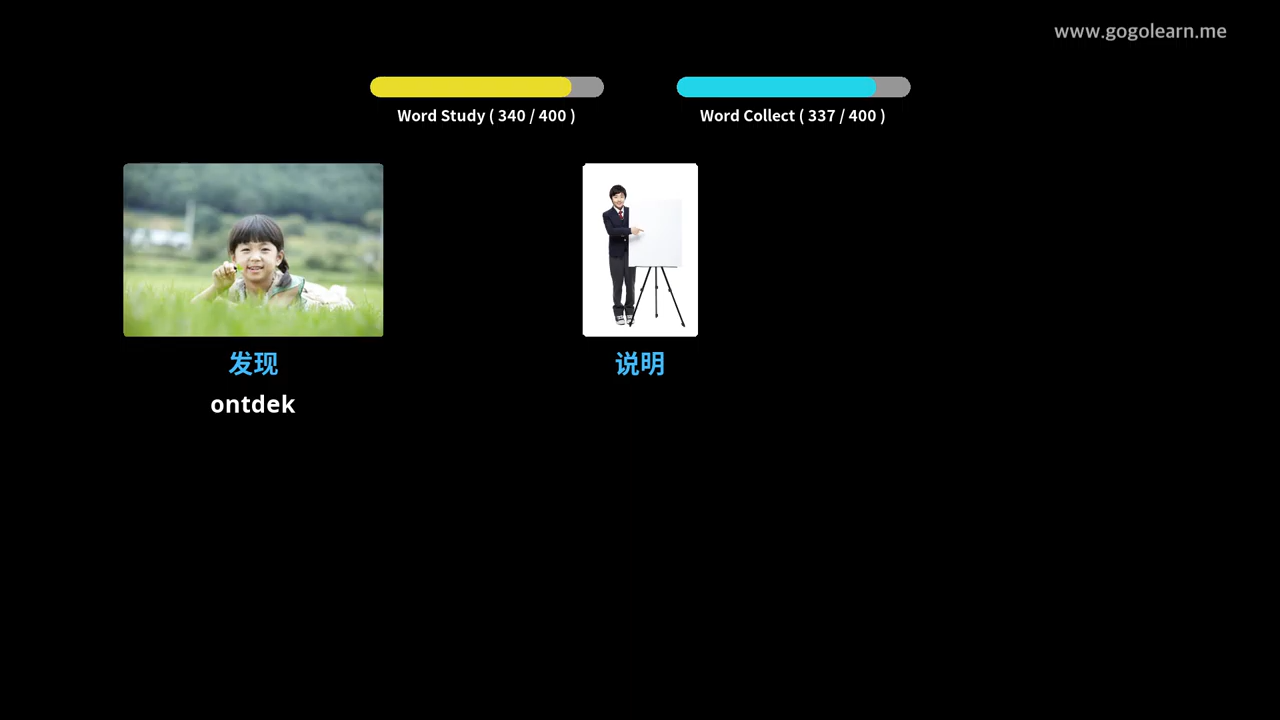 www.gogolearn.me
Word Study ( 340 / 400 )
Word Collect ( 337 / 400 )
发现
说明
ontdek